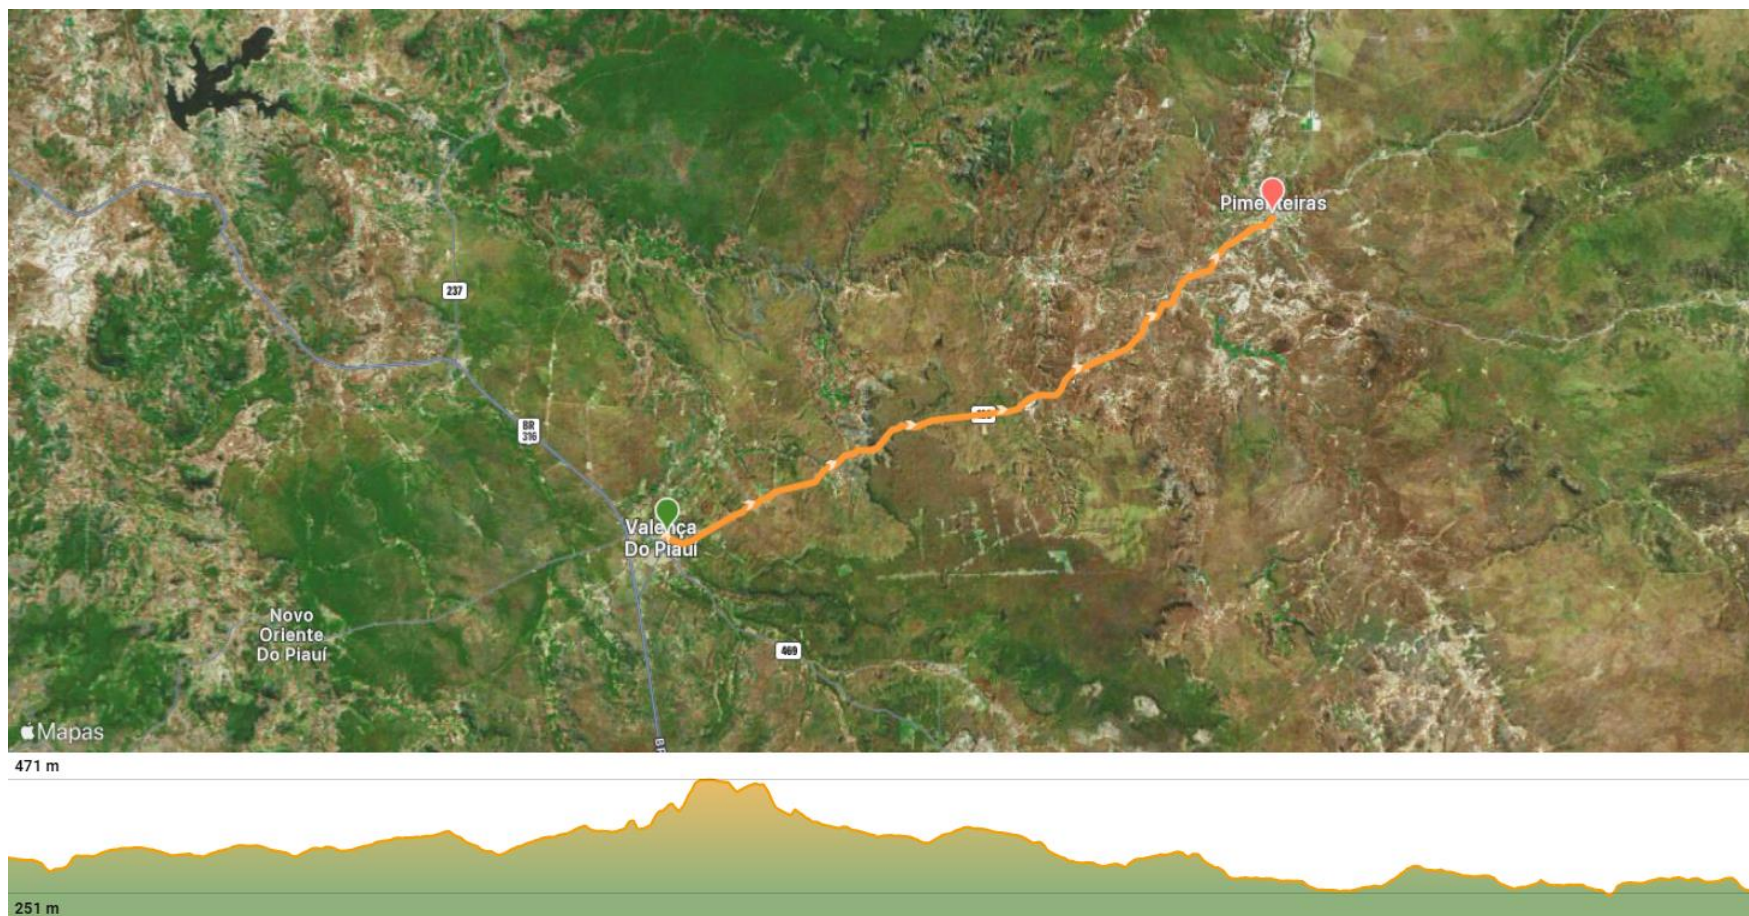 Pimenteiras
237
BR
316
Valença
Do Piauí
Novo
Oriente
Do Piauí
469
Mapas
471 m
251 m